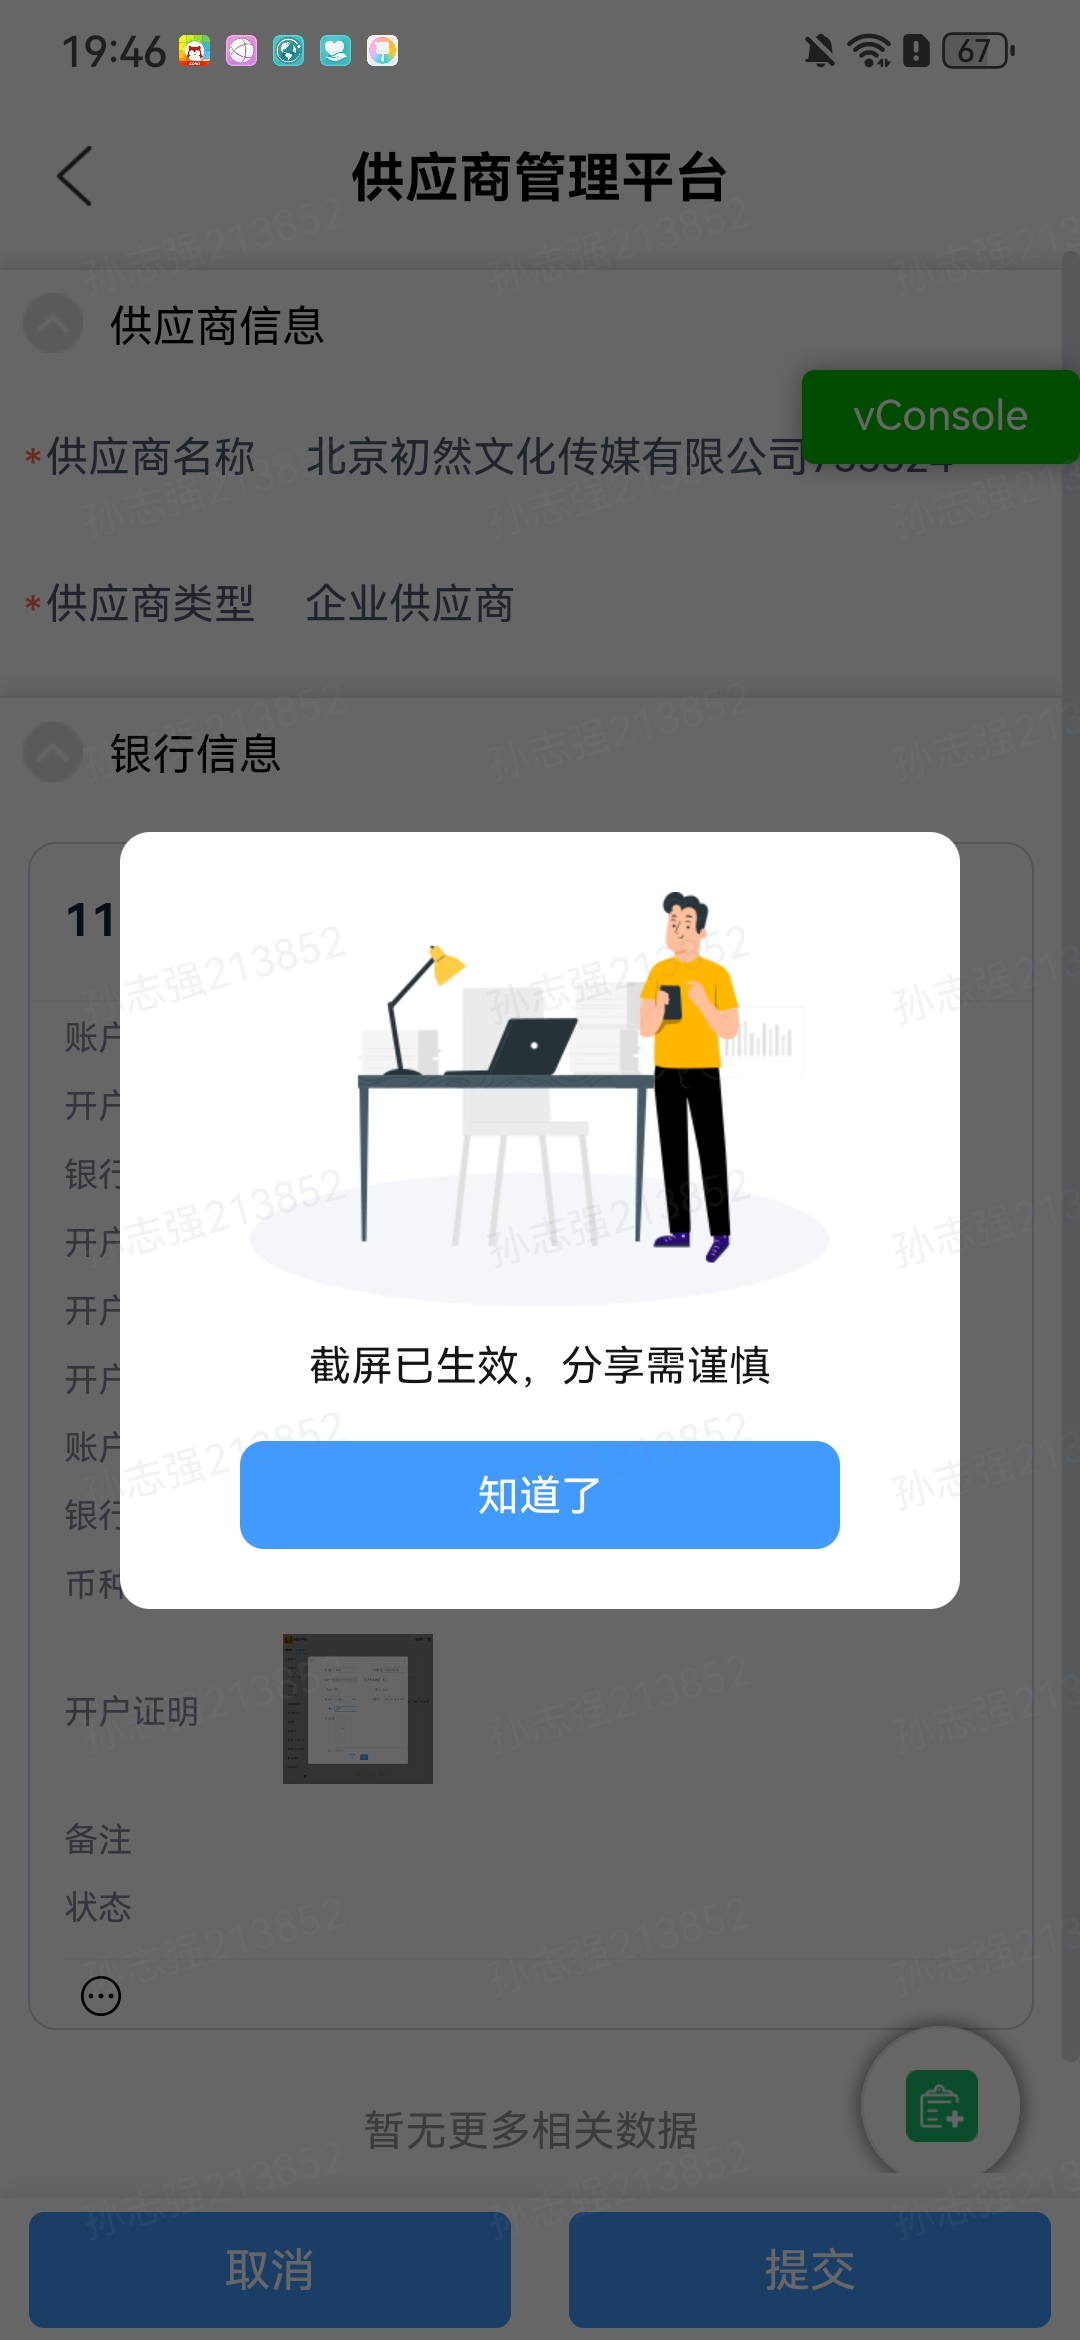 19:46
67
供应商管理平台
供应商信息
vConsole
*供应商名称 北京初然文化传媒有限公司
*供应商类型 企业供应商
银行信息
11
账户
开户
银行
开户
开户
开户
账户
银行
币种
截屏已生效，分享需谨慎
知道了
开户证明
备注
状态
暂无更多相关数据
取消
提交
孙志强213852